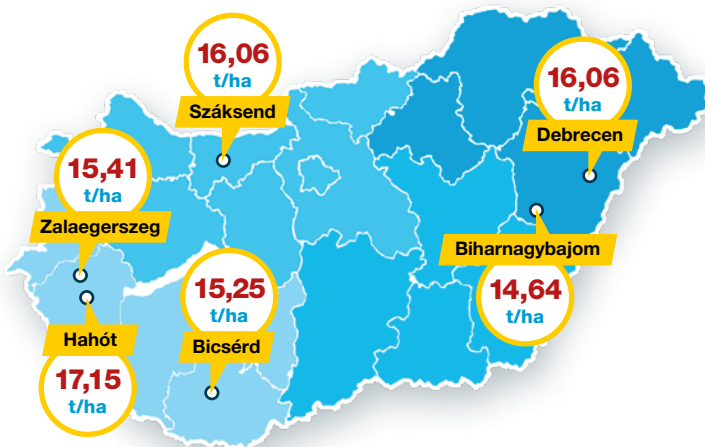 16,06
t/ha
Száksend
16,06
t/ha
Debrecen
15,41
t/ha
Zalaegerszeg
Biharnagybajom
14,64
t/ha
15,25
t/ha
Bicsérd
Hahót
17,15
t/ha